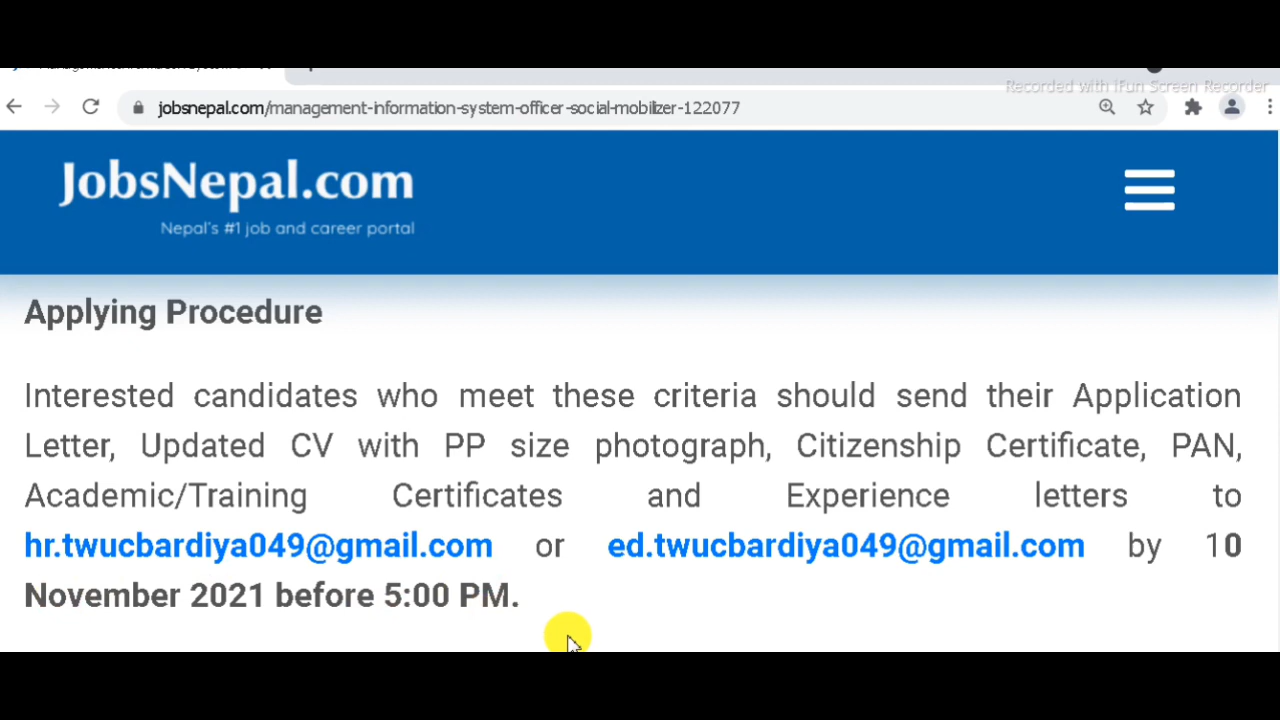 Recorded with iFun Screen Recorder
jobsnepal.com/management-information-system-officer-social-mobilizer-122077
JobsNepal.com
Nepal's #1 job and career portal
Applying Procedure
Interested candidates who meet these criteria should send their Application
Letter, Updated CV with PP size photograph, Citizenship Certificate, PAN,
Academic/Training Certificates and Experience letters to
hr.twucbardiya049@gmail.com or ed.twucbardiya049@gmail.com by 10
November 2021 before 5:00 PM.